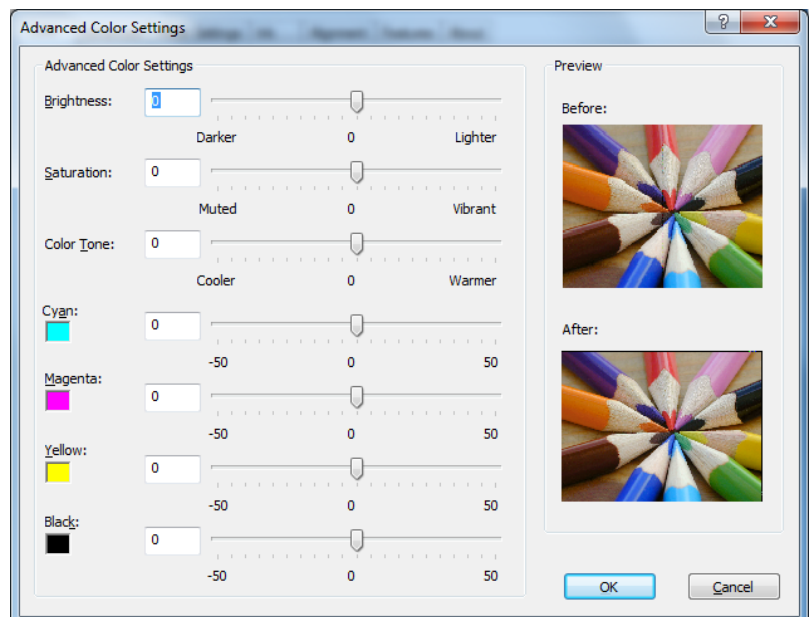 Advanced Color Settings
Advanced Color Settings
Brightness:
0
Darker 0 Lighter
Saturation:
0
Muted 0 Vibrant
Color Tone:
0
Cooler 0 Warmer
Cyan:
0
-50 0 50
Magenta:
0
-50 0 50
Yellow:
0
-50 0 50
Black:
0
-50 0 50
Preview
Before:
After:
OK
Cancel